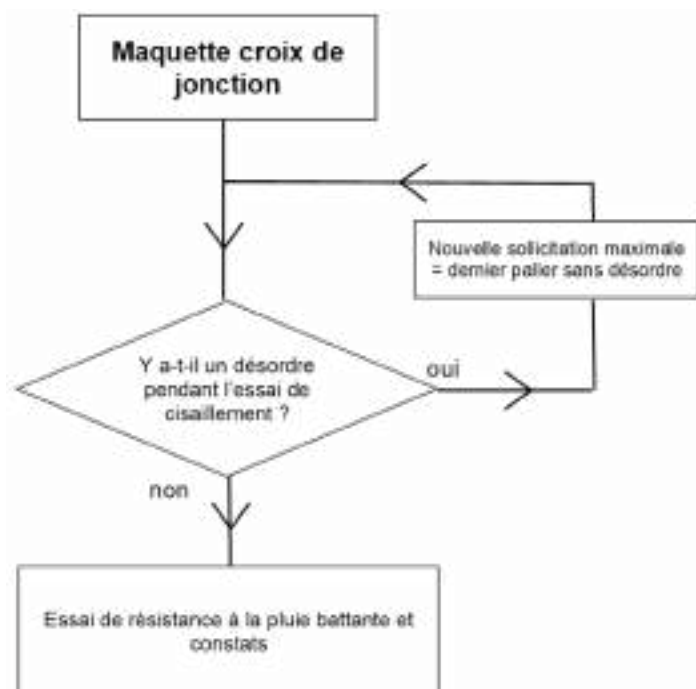 Maquette croix de
jonction
Nouvelle sollicitation maximale
= dernier palier sans désordre
Y a-t-il un désordre
pendant l'essai de
cisaillement ?
oui
non
Essai de résistance à la pluie battante et
constats